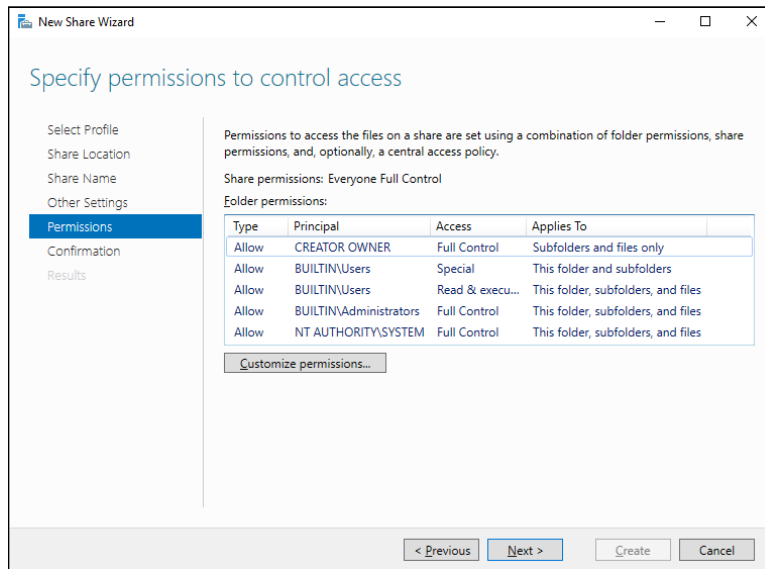 New Share Wizard
Specify permissions to control access
Select Profile
Share Location
Share Name
Other Settings
Permissions
Confirmation
Results
Permissions to access the files on a share are set using a combination of folder permissions, share
permissions, and, optionally, a central access policy.
Share permissions: Everyone Full Control
Folder permissions:
Type Principal Access Applies To
Allow CREATOR OWNER Full Control Subfolders and files only
Allow BUILTIN\Users Special This folder and subfolders
Allow BUILTIN\Users Read & execu... This folder, subfolders, and files
Allow BUILTIN\Administrators Full Control This folder, subfolders, and files
Allow NT AUTHORITY\SYSTEM Full Control This folder, subfolders, and files
Customize permissions...
< Previous Next > Create Cancel